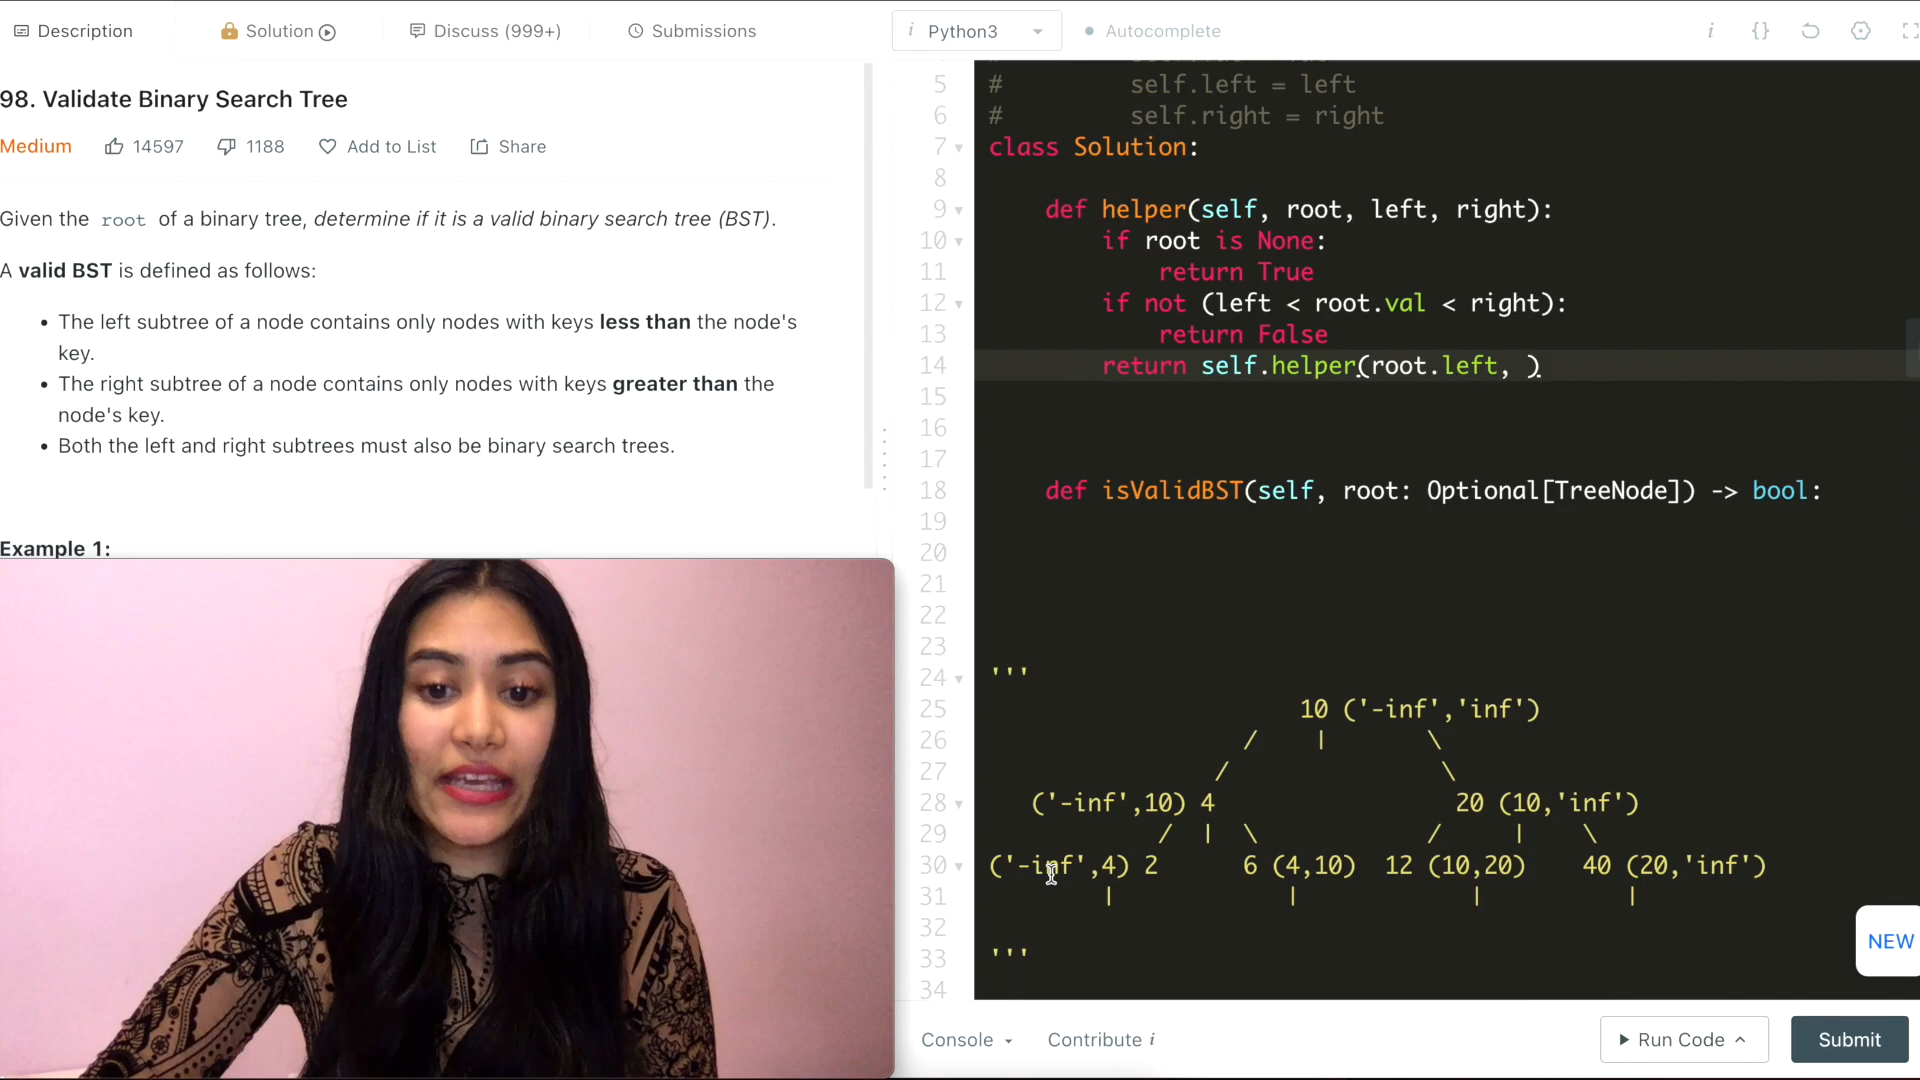 Description
Solution
Discuss (999+)
Submissions
i Python3
Autocomplete
i {}
98. Validate Binary Search Tree
Medium 14597 1188 Add to List Share
Given the root of a binary tree, determine if it is a valid binary search tree (BST).
A valid BST is defined as follows:
• The left subtree of a node contains only nodes with keys less than the node's
key.
• The right subtree of a node contains only nodes with keys greater than the
node's key.
• Both the left and right subtrees must also be binary search trees.
Example 1:
5 # self.left = left
6 # self.right = right
7 class Solution:
8
9 def helper(self, root, left, right):
10 if root is None:
11 return True
12 if not (left < root.val < right):
13 return False
14 return self.helper(root.left, )
15
16
17
18 def isValidBST(self, root: Optional[TreeNode]) -> bool:
19
20
21
22
23
24 '''
25 10 ('-inf','inf')
26 / | \
27 / \
28 ('-inf',10) 4 20 (10,'inf')
29 / | \ / | \
30 ('-inf',4) 2 6 (4,10) 12 (10,20) 40 (20,'inf')
31 | | | |
32
33 '''
34
NEW
Console Contribute i
Run Code
Submit